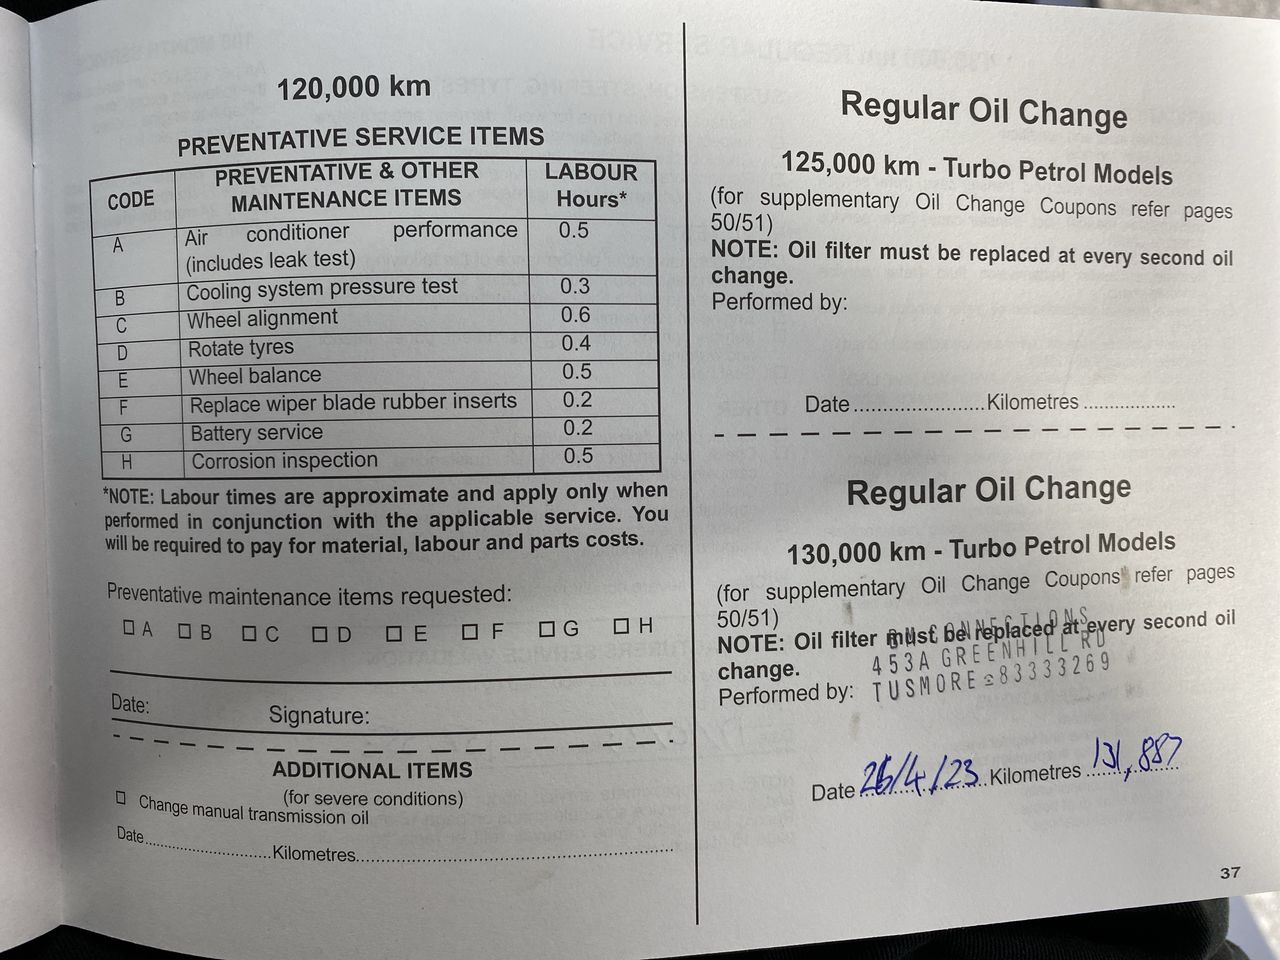 120,000 km
PREVENTATIVE SERVICE ITEMS
CODE PREVENTATIVE & OTHER MAINTENANCE ITEMS LABOUR Hours*
A Air conditioner performance (includes leak test) 0.5
B Cooling system pressure test 0.3
C Wheel alignment 0.6
D Rotate tyres 0.4
E Wheel balance 0.5
F Replace wiper blade rubber inserts 0.2
G Battery service 0.2
H Corrosion inspection 0.5
*NOTE: Labour times are approximate and apply only when
performed in conjunction with the applicable service. You
will be required to pay for material, labour and parts costs.
Preventative maintenance items requested:
☐ A ☐ B ☐ C ☐ D ☐ E ☐ F ☐ G ☐ H
Date: Signature:
ADDITIONAL ITEMS
(for severe conditions)
☐ Change manual transmission oil
Date............................Kilometres......................................................
Regular Oil Change
125,000 km - Turbo Petrol Models
(for supplementary Oil Change Coupons refer pages
50/51)
NOTE: Oil filter must be replaced at every second oil
change.
Performed by:
Date.......................Kilometres................
Regular Oil Change
130,000 km - Turbo Petrol Models
(for supplementary Oil Change Coupons refer pages
50/51)
NOTE: Oil filter must be replaced at every second oil
change.
Performed by:
CONNECTIONS
453A GREENHILL RD
TUSMORE 83333269
Date 26/4/23 Kilometres 131,887
37